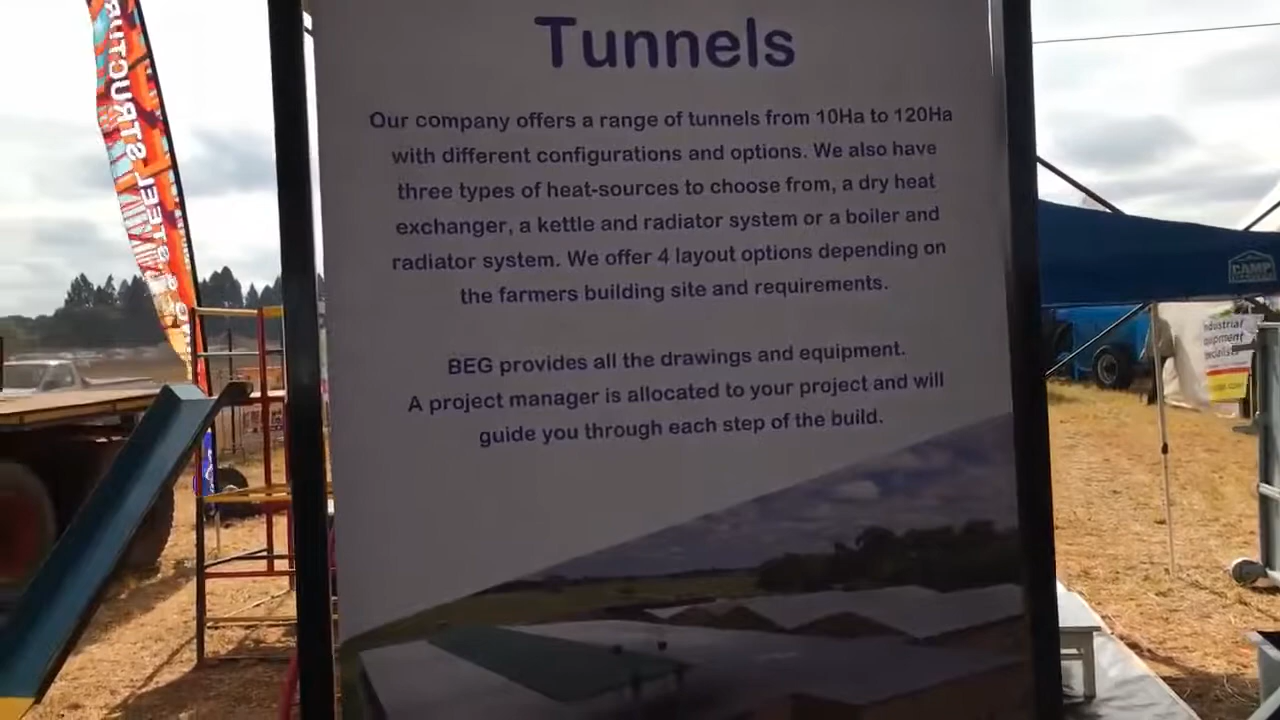 Tunnels
Our company offers a range of tunnels from 10Ha to 120Ha
with different configurations and options. We also have
three types of heat-sources to choose from, a dry heat
exchanger, a kettle and radiator system or a boiler and
radiator system. We offer 4 layout options depending on
the farmers building site and requirements.
BEG provides all the drawings and equipment.
A project manager is allocated to your project and will
guide you through each step of the build.
STEEL STRUCTUR
CAMP